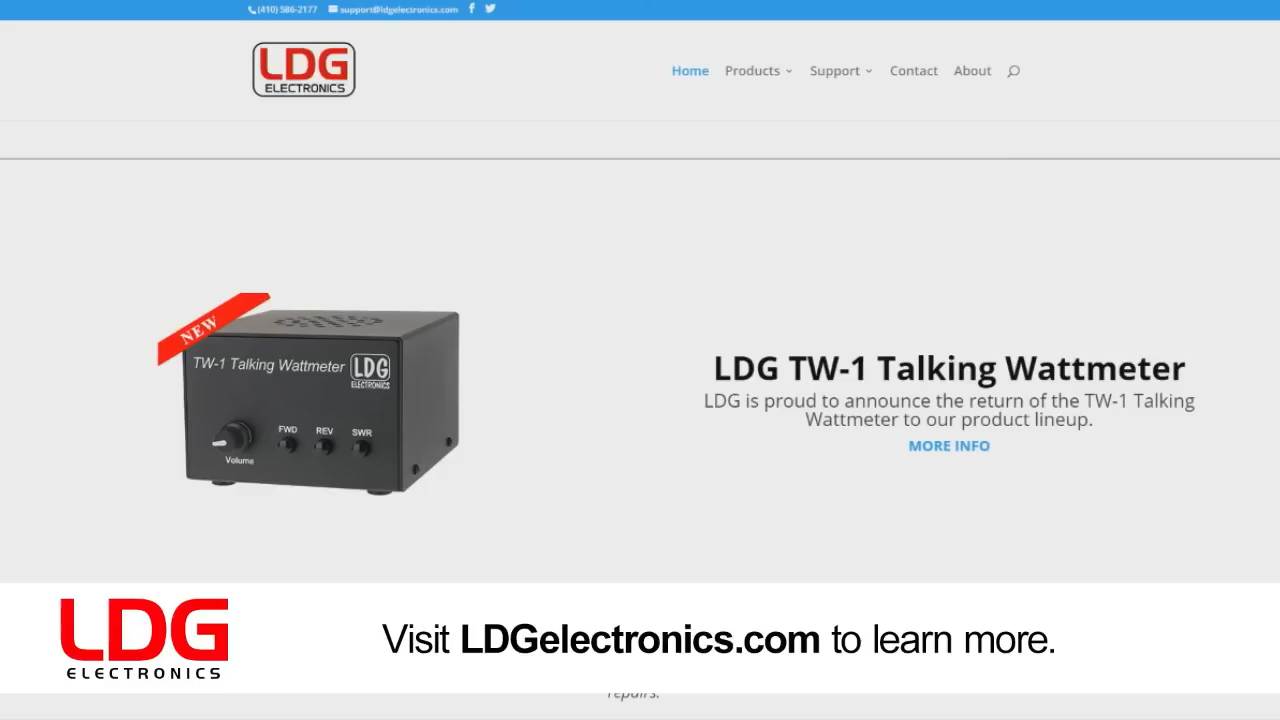 (410) 586-2177 support@ldgelectronics.com
LDG
ELECTRONICS
Home Products Support Contact About
NEW
TW-1 Talking Wattmeter LDG
ELECTRONICS
FWD REV SWR
Volume
LDG TW-1 Talking Wattmeter
LDG is proud to announce the return of the TW-1 Talking
Wattmeter to our product lineup.
MORE INFO
LDG
ELECTRONICS
Visit LDGelectronics.com to learn more.
repairs.